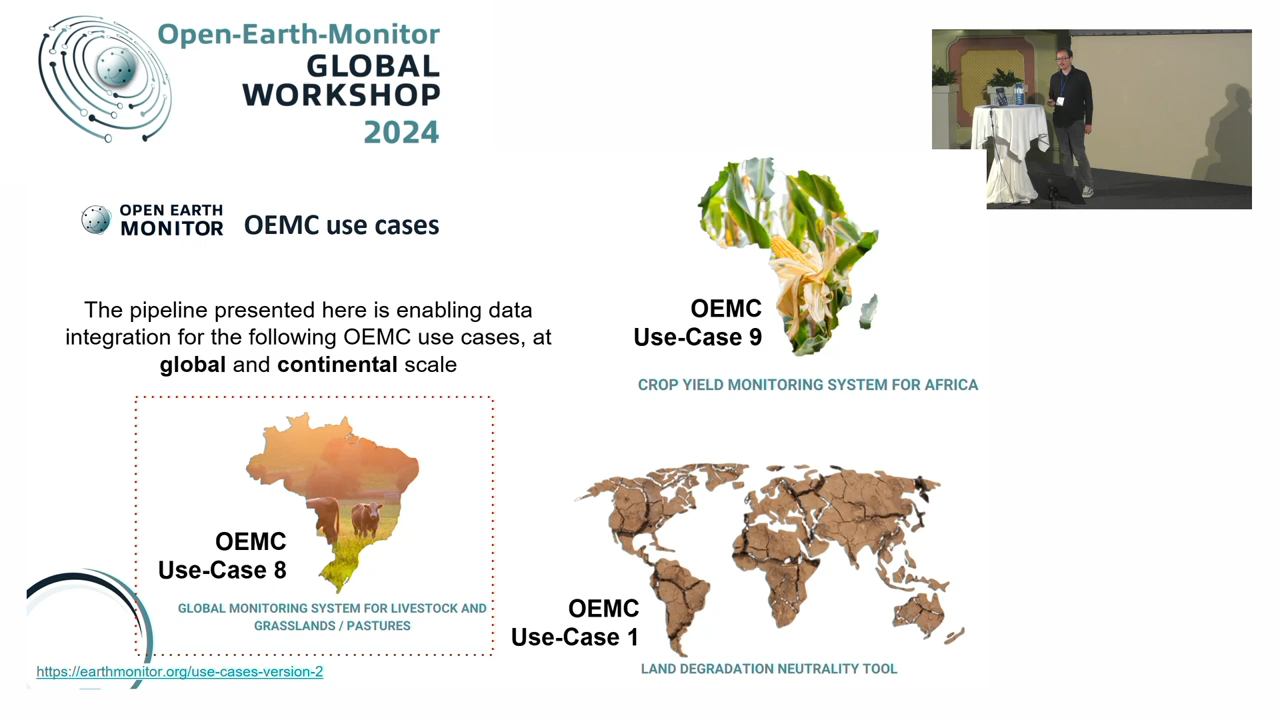 Open-Earth-Monitor
GLOBAL
WORKSHOP
2024
OPEN EARTH
MONITOR
OEMC use cases
The pipeline presented here is enabling data
integration for the following OEMC use cases, at
global and continental scale
OEMC
Use-Case 9
CROP YIELD MONITORING SYSTEM FOR AFRICA
OEMC
Use-Case 8
GLOBAL MONITORING SYSTEM FOR LIVESTOCK AND
GRASSLANDS / PASTURES
OEMC
Use-Case 1
LAND DEGRADATION NEUTRALITY TOOL
https://earthmonitor.org/use-cases-version-2